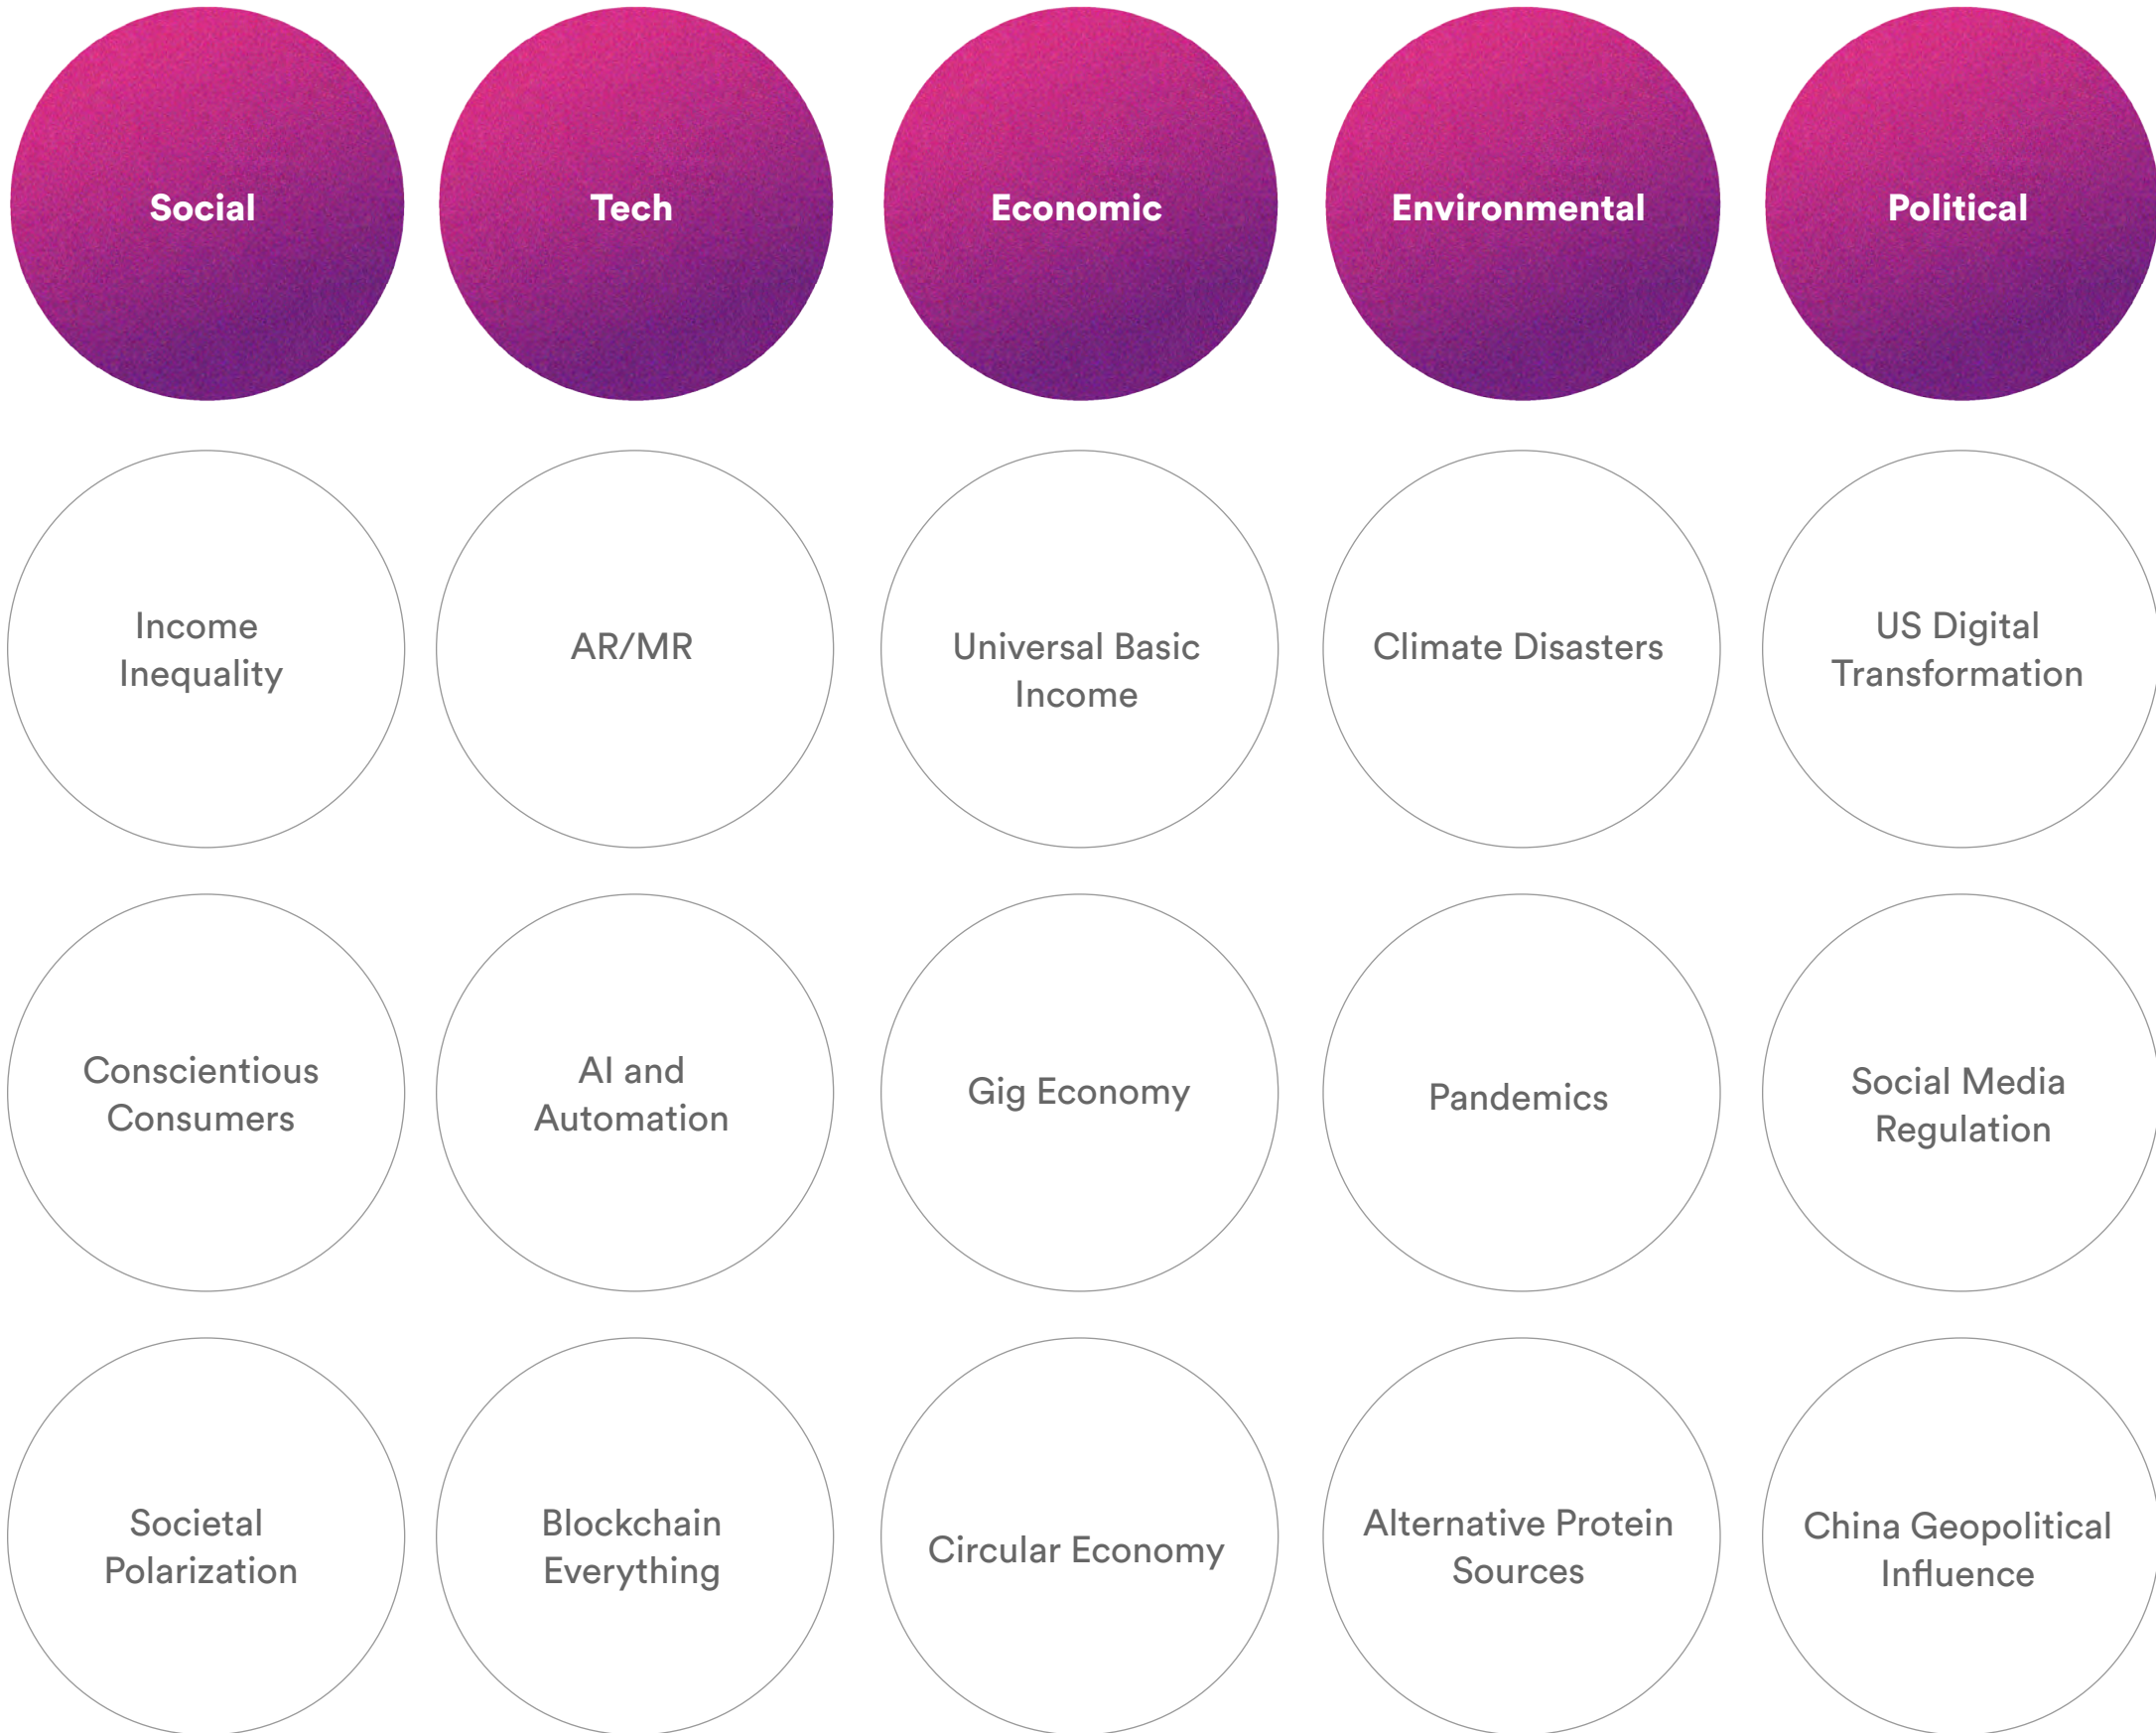 Social
Tech
Economic
Environmental
Political
Income
Inequality
AR/MR
Universal Basic
Income
Climate Disasters
US Digital
Transformation
Conscientious
Consumers
AI and
Automation
Gig Economy
Pandemics
Social Media
Regulation
Societal
Polarization
Blockchain
Everything
Circular Economy
Alternative Protein
Sources
China Geopolitical
Influence